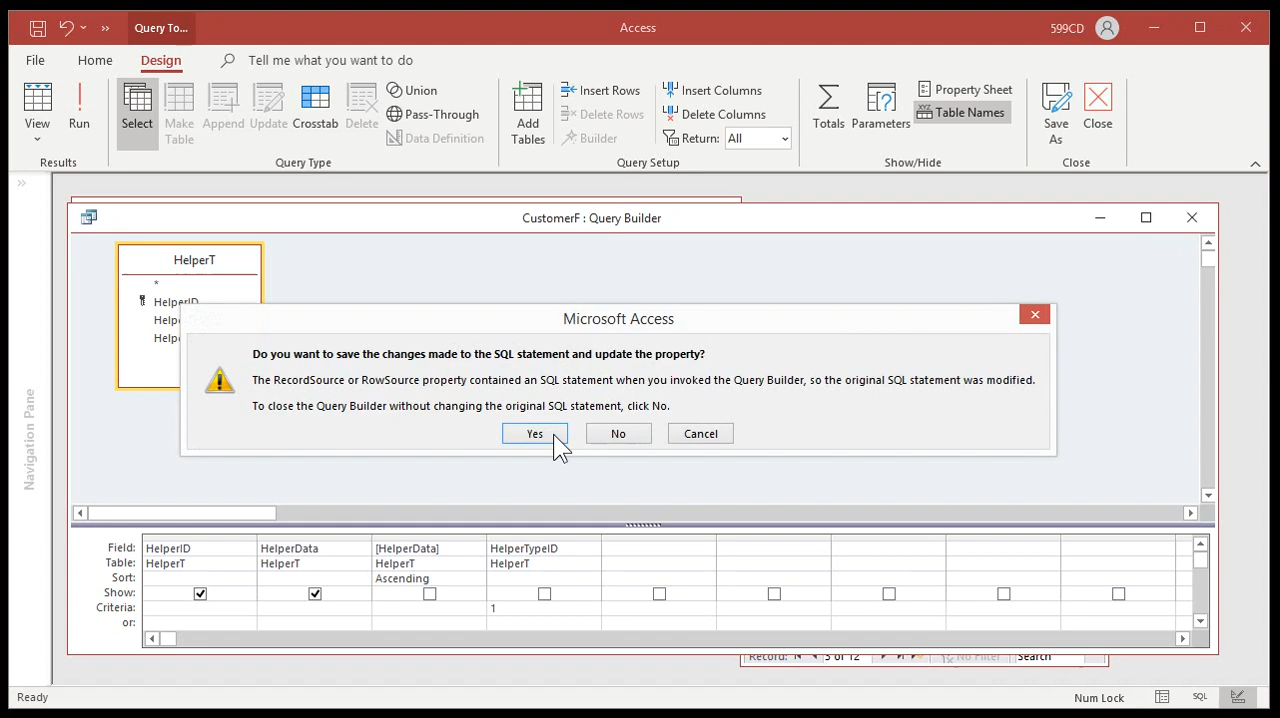 Query To...
Access
599CD
File
Home
Design
Tell me what you want to do
View
Run
Select
Make Table
Append
Update
Crosstab
Delete
Union
Pass-Through
Data Definition
Add Tables
Insert Rows
Delete Rows
Builder
Insert Columns
Delete Columns
Return: All
Totals
Parameters
Property Sheet
Table Names
Save As
Close
Results
Query Type
Query Setup
Show/Hide
Close
Navigation Pane
CustomerF : Query Builder
HelperT
*
HelperID
Help
Help
Microsoft Access
Do you want to save the changes made to the SQL statement and update the property?
The RecordSource or RowSource property contained an SQL statement when you invoked the Query Builder, so the original SQL statement was modified.
To close the Query Builder without changing the original SQL statement, click No.
Yes
No
Cancel
Field: HelperID HelperData [HelperData] HelperTypeID
Table: HelperT HelperT HelperT HelperT
Sort: Ascending
Show:
Criteria: 1
or:
Record: 5 of 12 No Filter Search
Ready
Num Lock
SQL